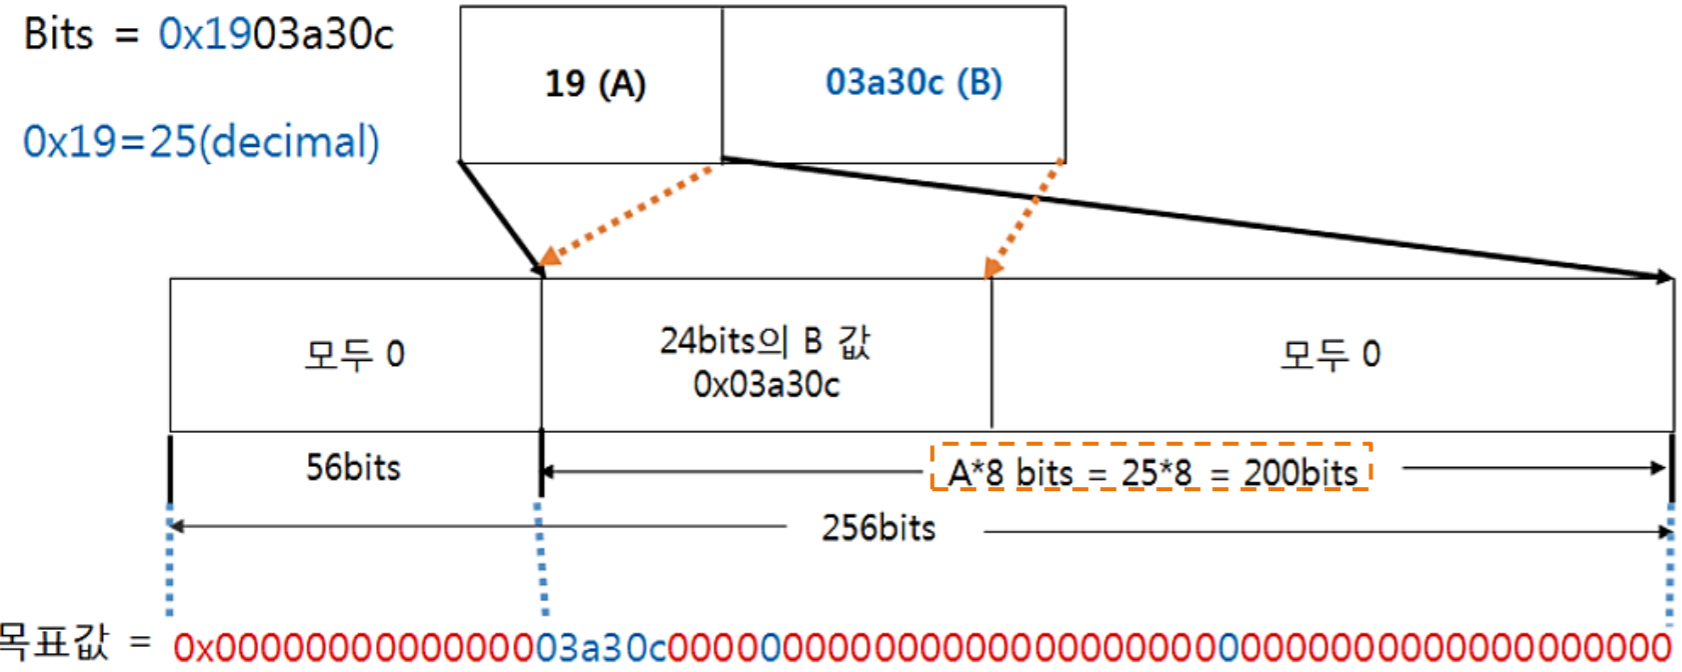 Bits = 0x1903a30c
19 (A)
03a30c (B)
0x19=25(decimal)
모두 0
24bits의 B 값
0x03a30c
모두 0
56bits
A*8 bits = 25*8 = 200bits
256bits
목표값 = 0x0000000000000003a30c00000000000000000000000000000000000000000000